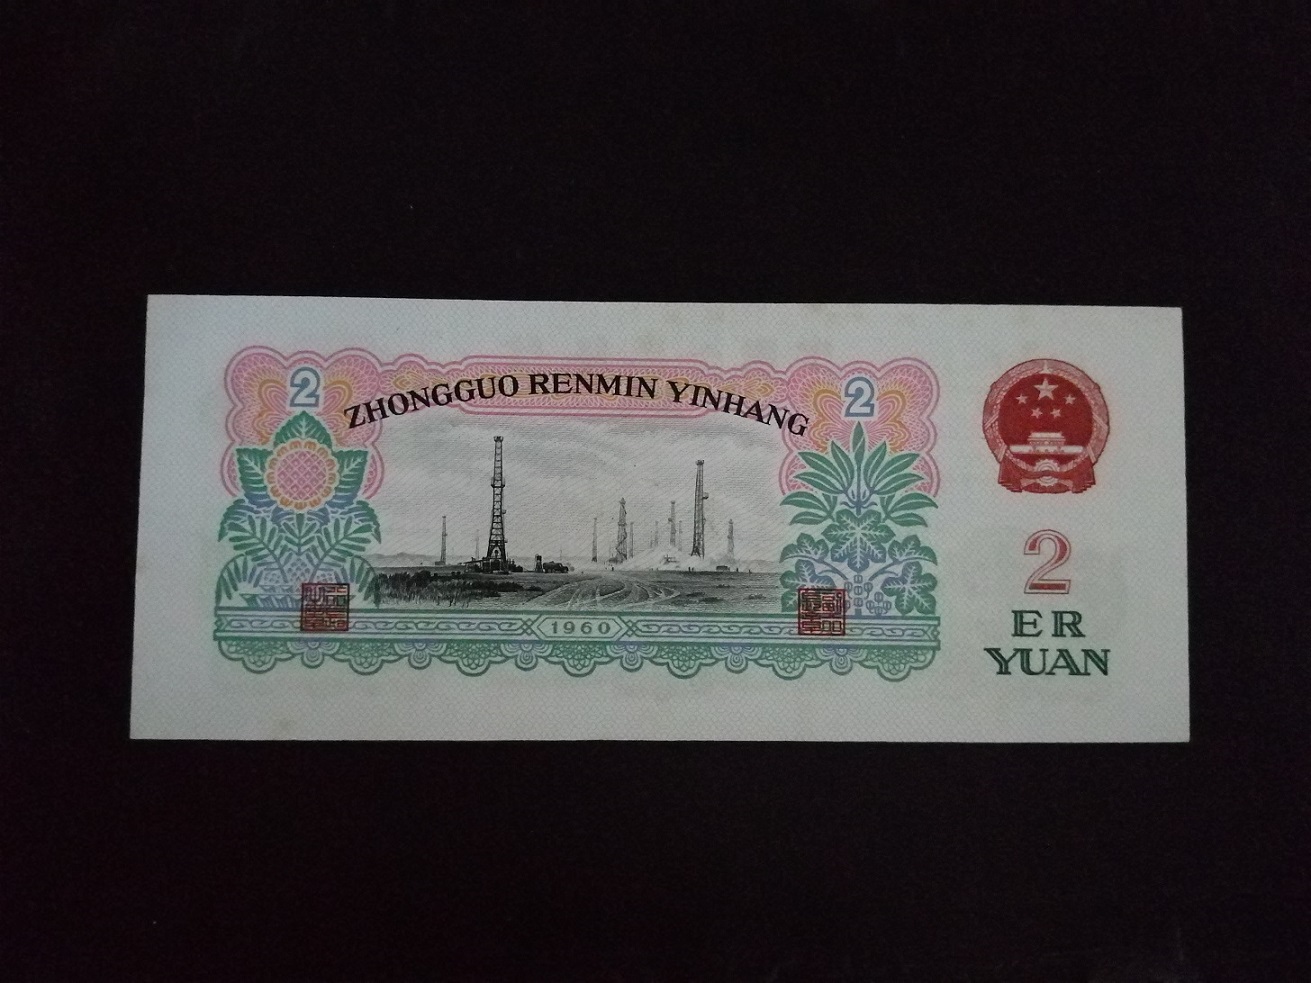 ZHONGGUO RENMIN YINHANG
2
2
1960
2
ER
YUAN